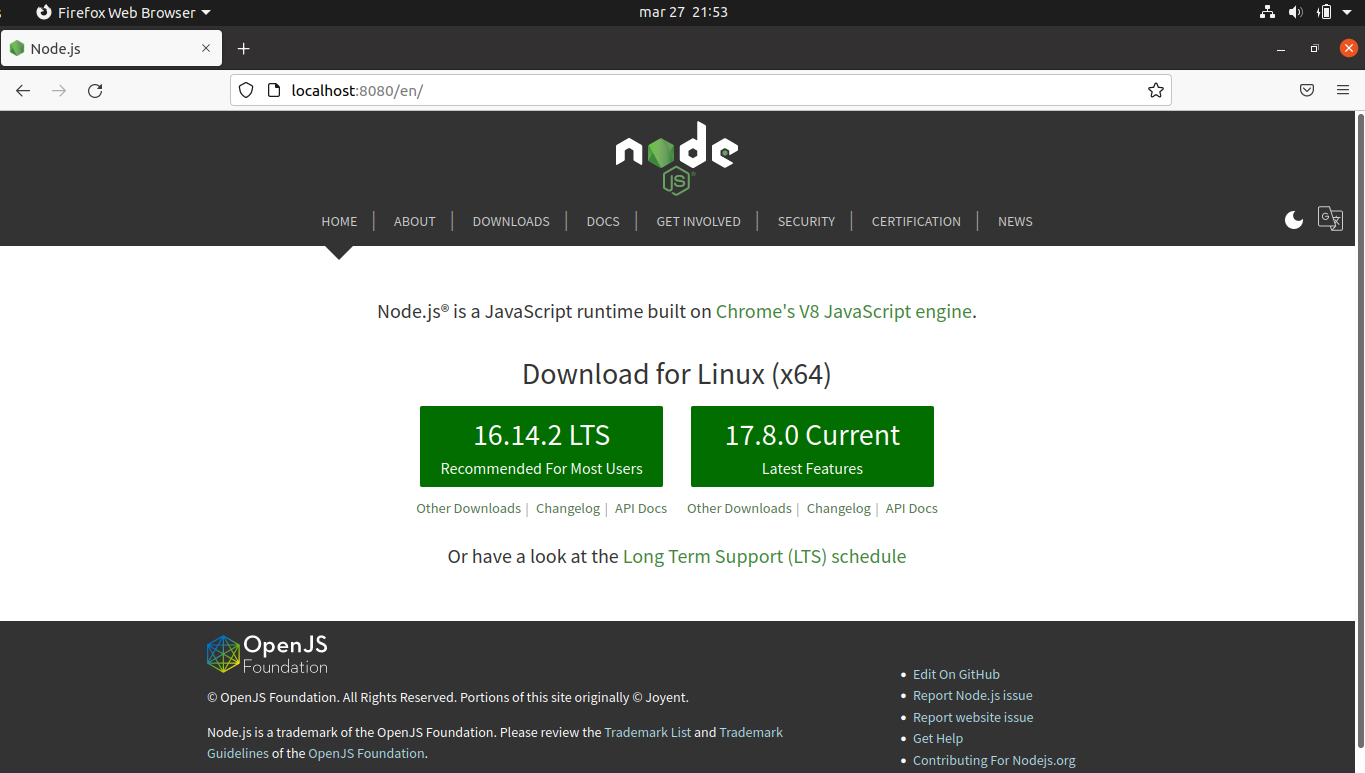 Firefox Web Browser mar 27 21:53
Node.js
localhost:8080/en/
node
JS
HOME ABOUT DOWNLOADS DOCS GET INVOLVED SECURITY CERTIFICATION NEWS
Node.js® is a JavaScript runtime built on Chrome's V8 JavaScript engine.
Download for Linux (x64)
16.14.2 LTS 17.8.0 Current
Recommended For Most Users Latest Features
Other Downloads | Changelog | API Docs Other Downloads | Changelog | API Docs
Or have a look at the Long Term Support (LTS) schedule
OpenJS
Foundation
© OpenJS Foundation. All Rights Reserved. Portions of this site originally © Joyent.
Node.js is a trademark of the OpenJS Foundation. Please review the Trademark List and Trademark
Guidelines of the OpenJS Foundation.
Edit On GitHub
Report Node.js issue
Report website issue
Get Help
Contributing For Nodejs.org